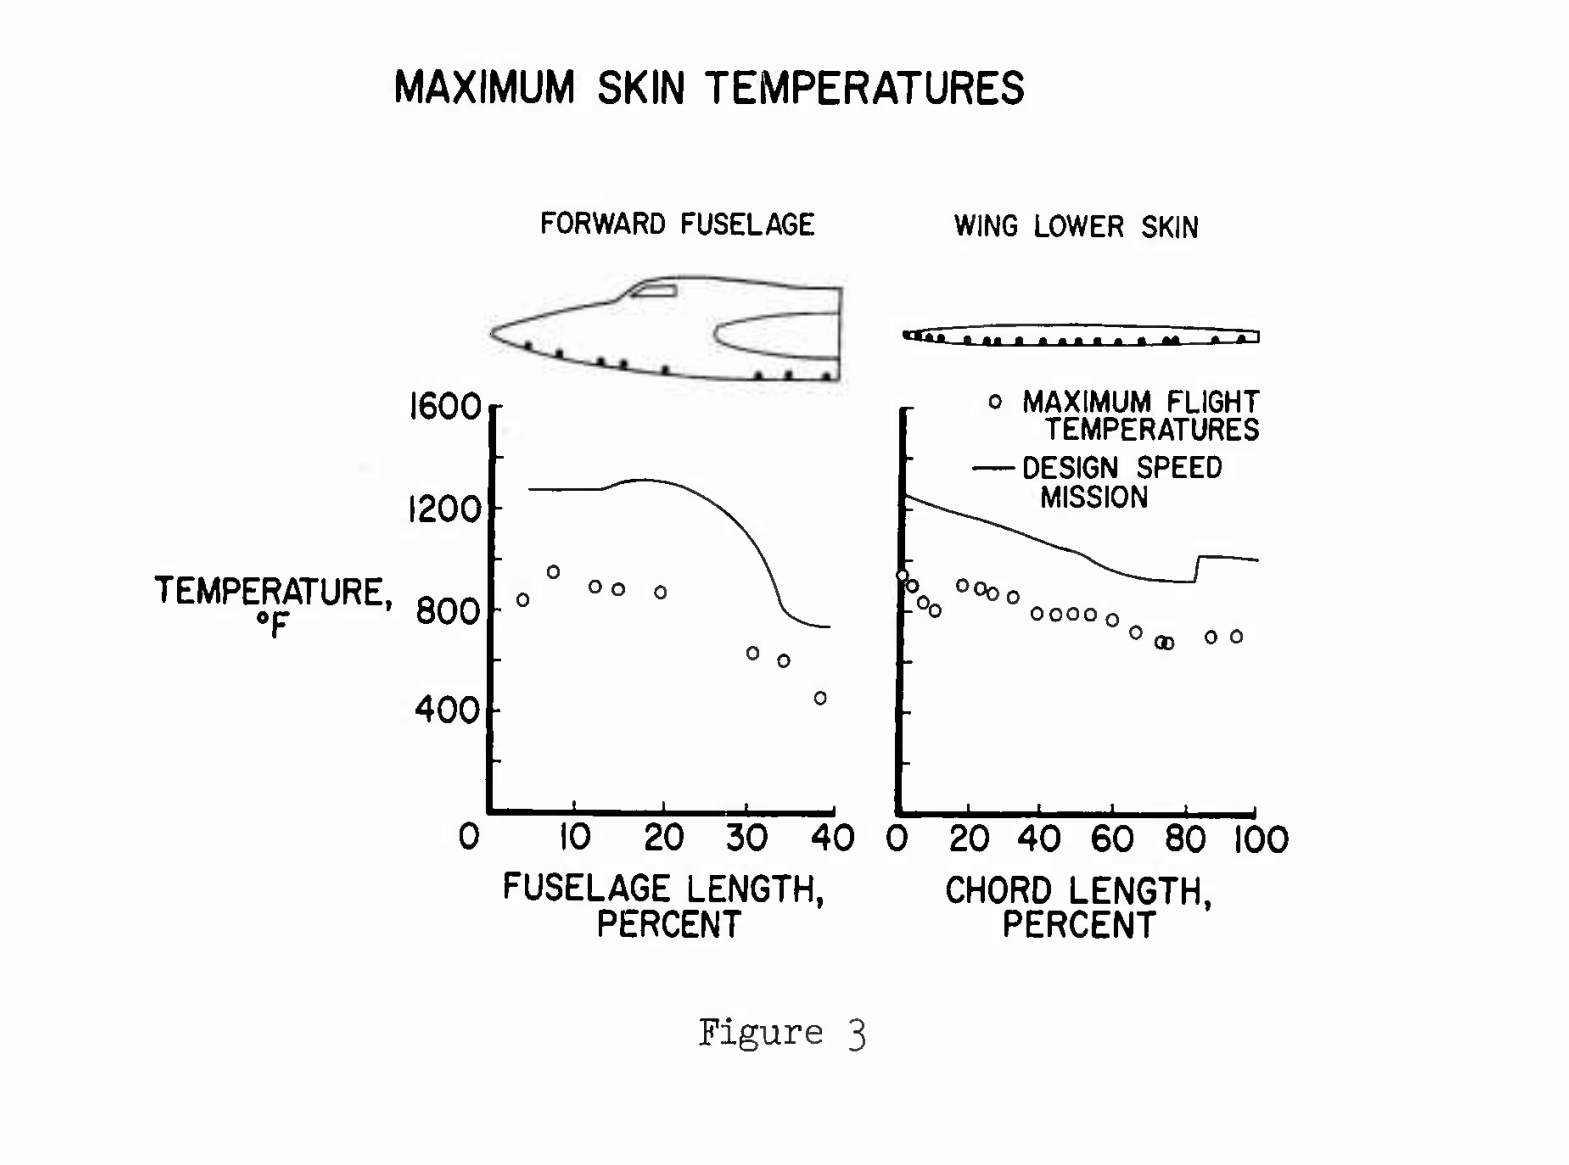 MAXIMUM SKIN TEMPERATURES
FORWARD FUSELAGE
WING LOWER SKIN
O MAXIMUM FLIGHT
TEMPERATURES
— DESIGN SPEED
MISSION
1600
1200
800
400
TEMPERATURE,
°F
0 10 20 30 40
0 20 40 60 80 100
FUSELAGE LENGTH,
PERCENT
CHORD LENGTH,
PERCENT
Figure 3